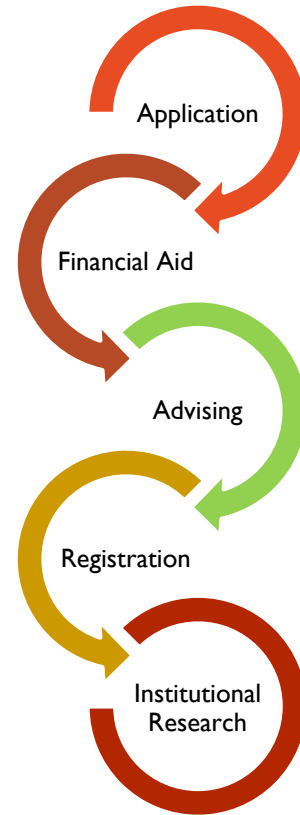 Application
Financial Aid
Advising
Registration
Institutional
Research